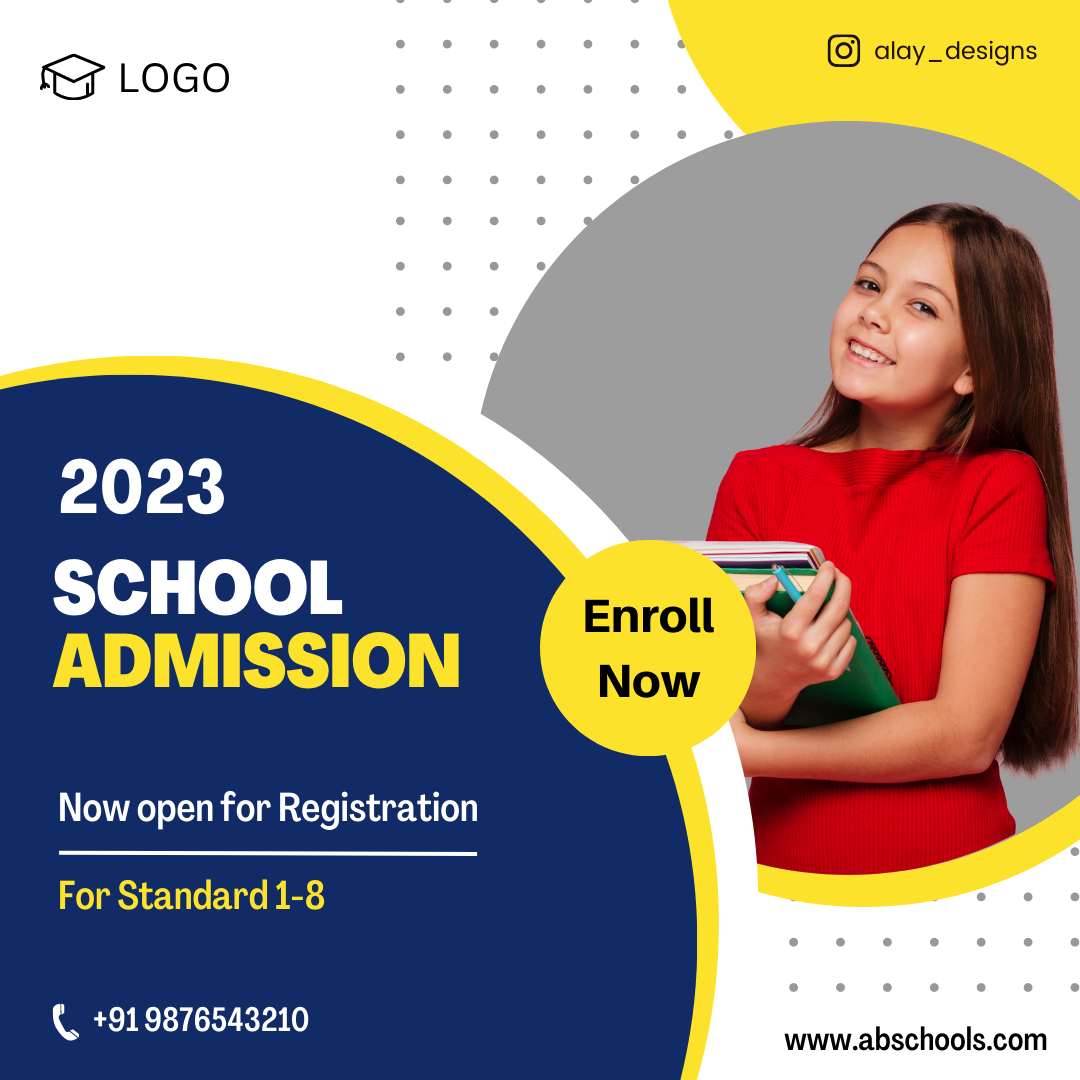 LOGO
alay_designs
2023
SCHOOL
ADMISSION
Enroll
Now
Now open for Registration
For Standard 1-8
+91 9876543210
www.abschools.com